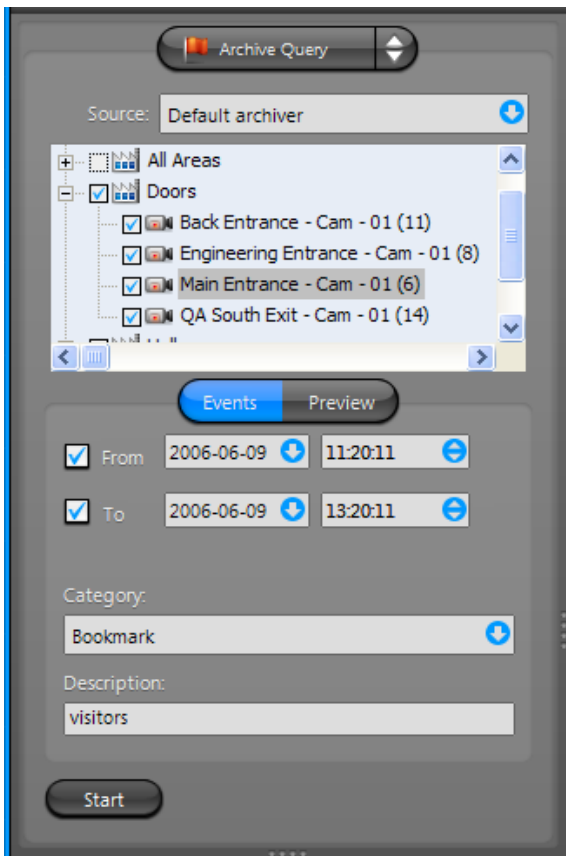 Archive Query
Source: Default archiver
All Areas
Doors
Back Entrance - Cam - 01 (11)
Engineering Entrance - Cam - 01 (8)
Main Entrance - Cam - 01 (6)
QA South Exit - Cam - 01 (14)
Events Preview
From 2006-06-09 11:20:11
To 2006-06-09 13:20:11
Category:
Bookmark
Description:
visitors
Start